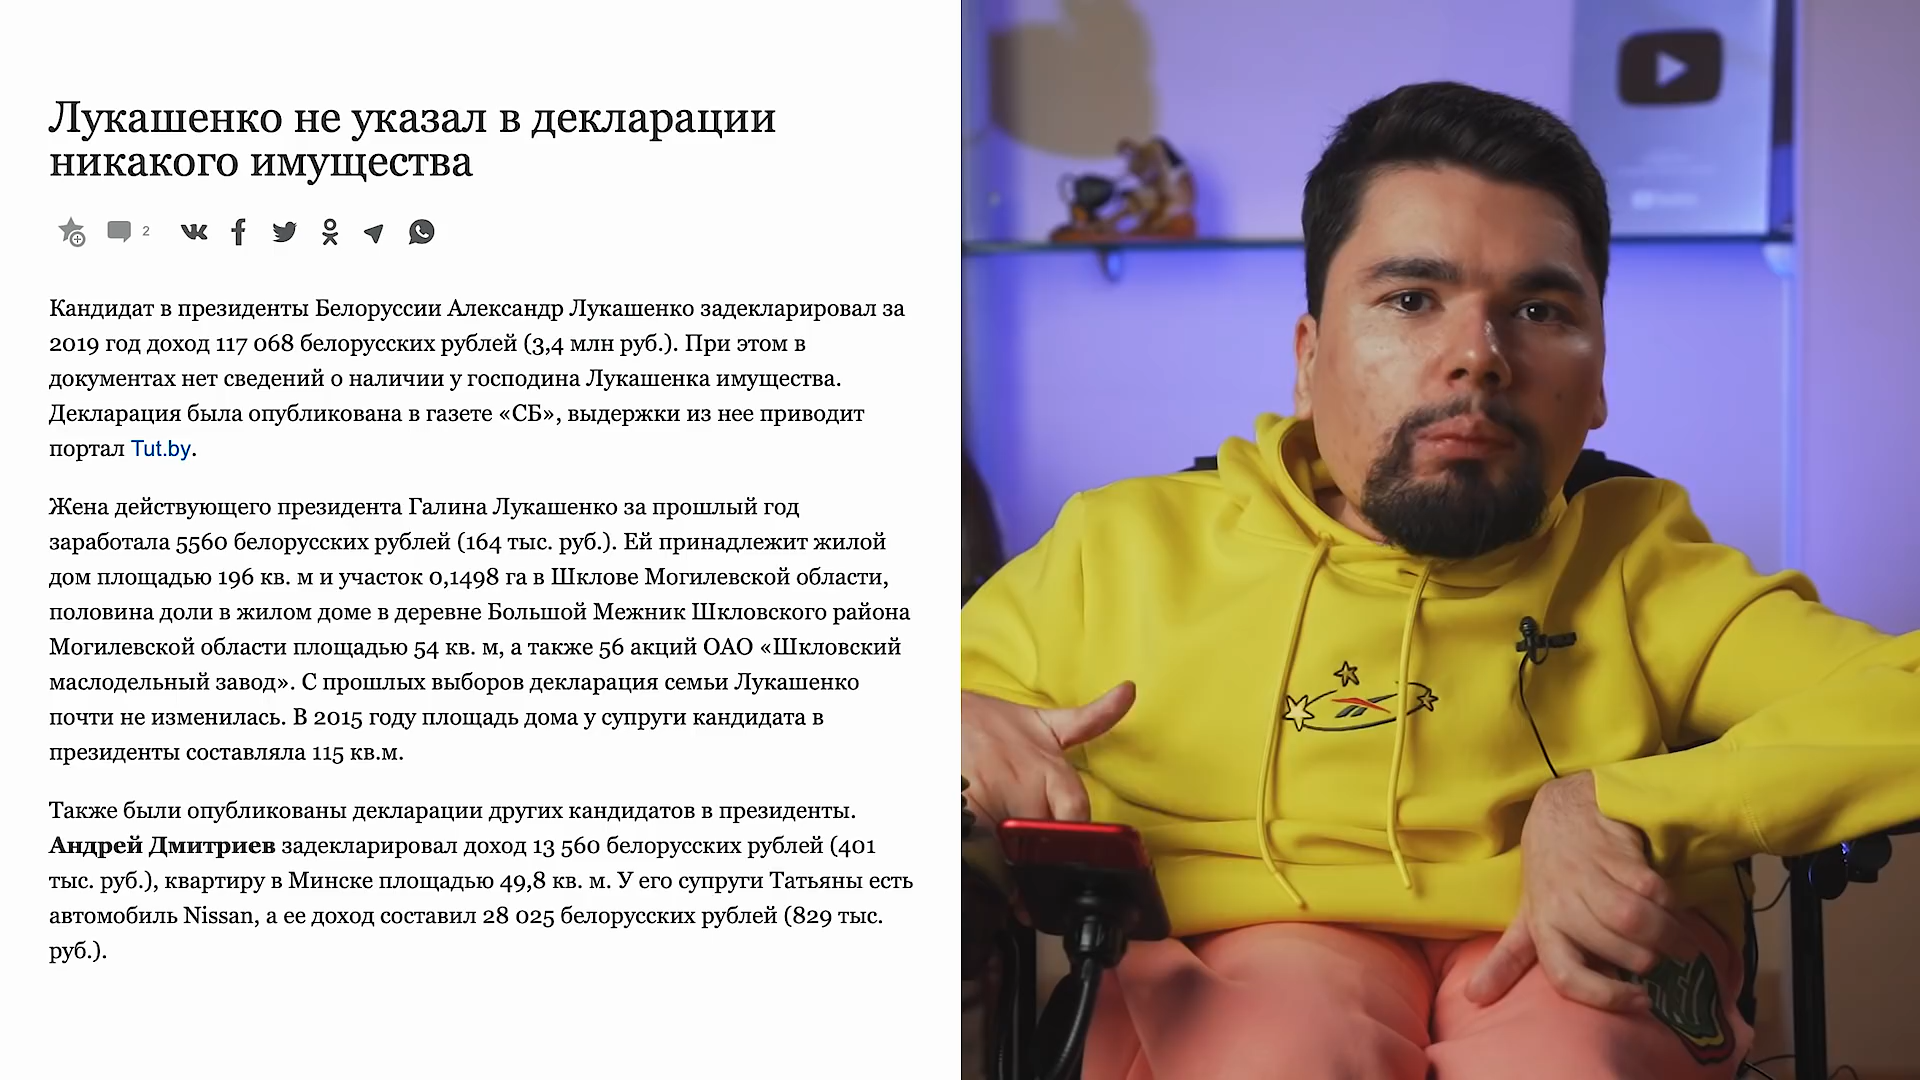 Лукашенко не указал в декларации
никакого имущества
2
Кандидат в президенты Белоруссии Александр Лукашенко задекларировал за
2019 год доход 117 068 белорусских рублей (3,4 млн руб.). При этом в
документах нет сведений о наличии у господина Лукашенка имущества.
Декларация была опубликована в газете «СБ», выдержки из нее приводит
портал Tut.by.
Жена действующего президента Галина Лукашенко за прошлый год
заработала 5560 белорусских рублей (164 тыс. руб.). Ей принадлежит жилой
дом площадью 196 кв. м и участок 0,1498 га в Шклове Могилевской области,
половина доли в жилом доме в деревне Большой Межник Шкловского района
Могилевской области площадью 54 кв. м, а также 56 акций ОАО «Шкловский
маслодельный завод». С прошлых выборов декларация семьи Лукашенко
почти не изменилась. В 2015 году площадь дома у супруги кандидата в
президенты составляла 115 кв.м.
Также были опубликованы декларации других кандидатов в президенты.
Андрей Дмитриев задекларировал доход 13 560 белорусских рублей (401
тыс. руб.), квартиру в Минске площадью 49,8 кв. м. У его супруги Татьяны есть
автомобиль Nissan, а ее доход составил 28 025 белорусских рублей (829 тыс.
руб.).